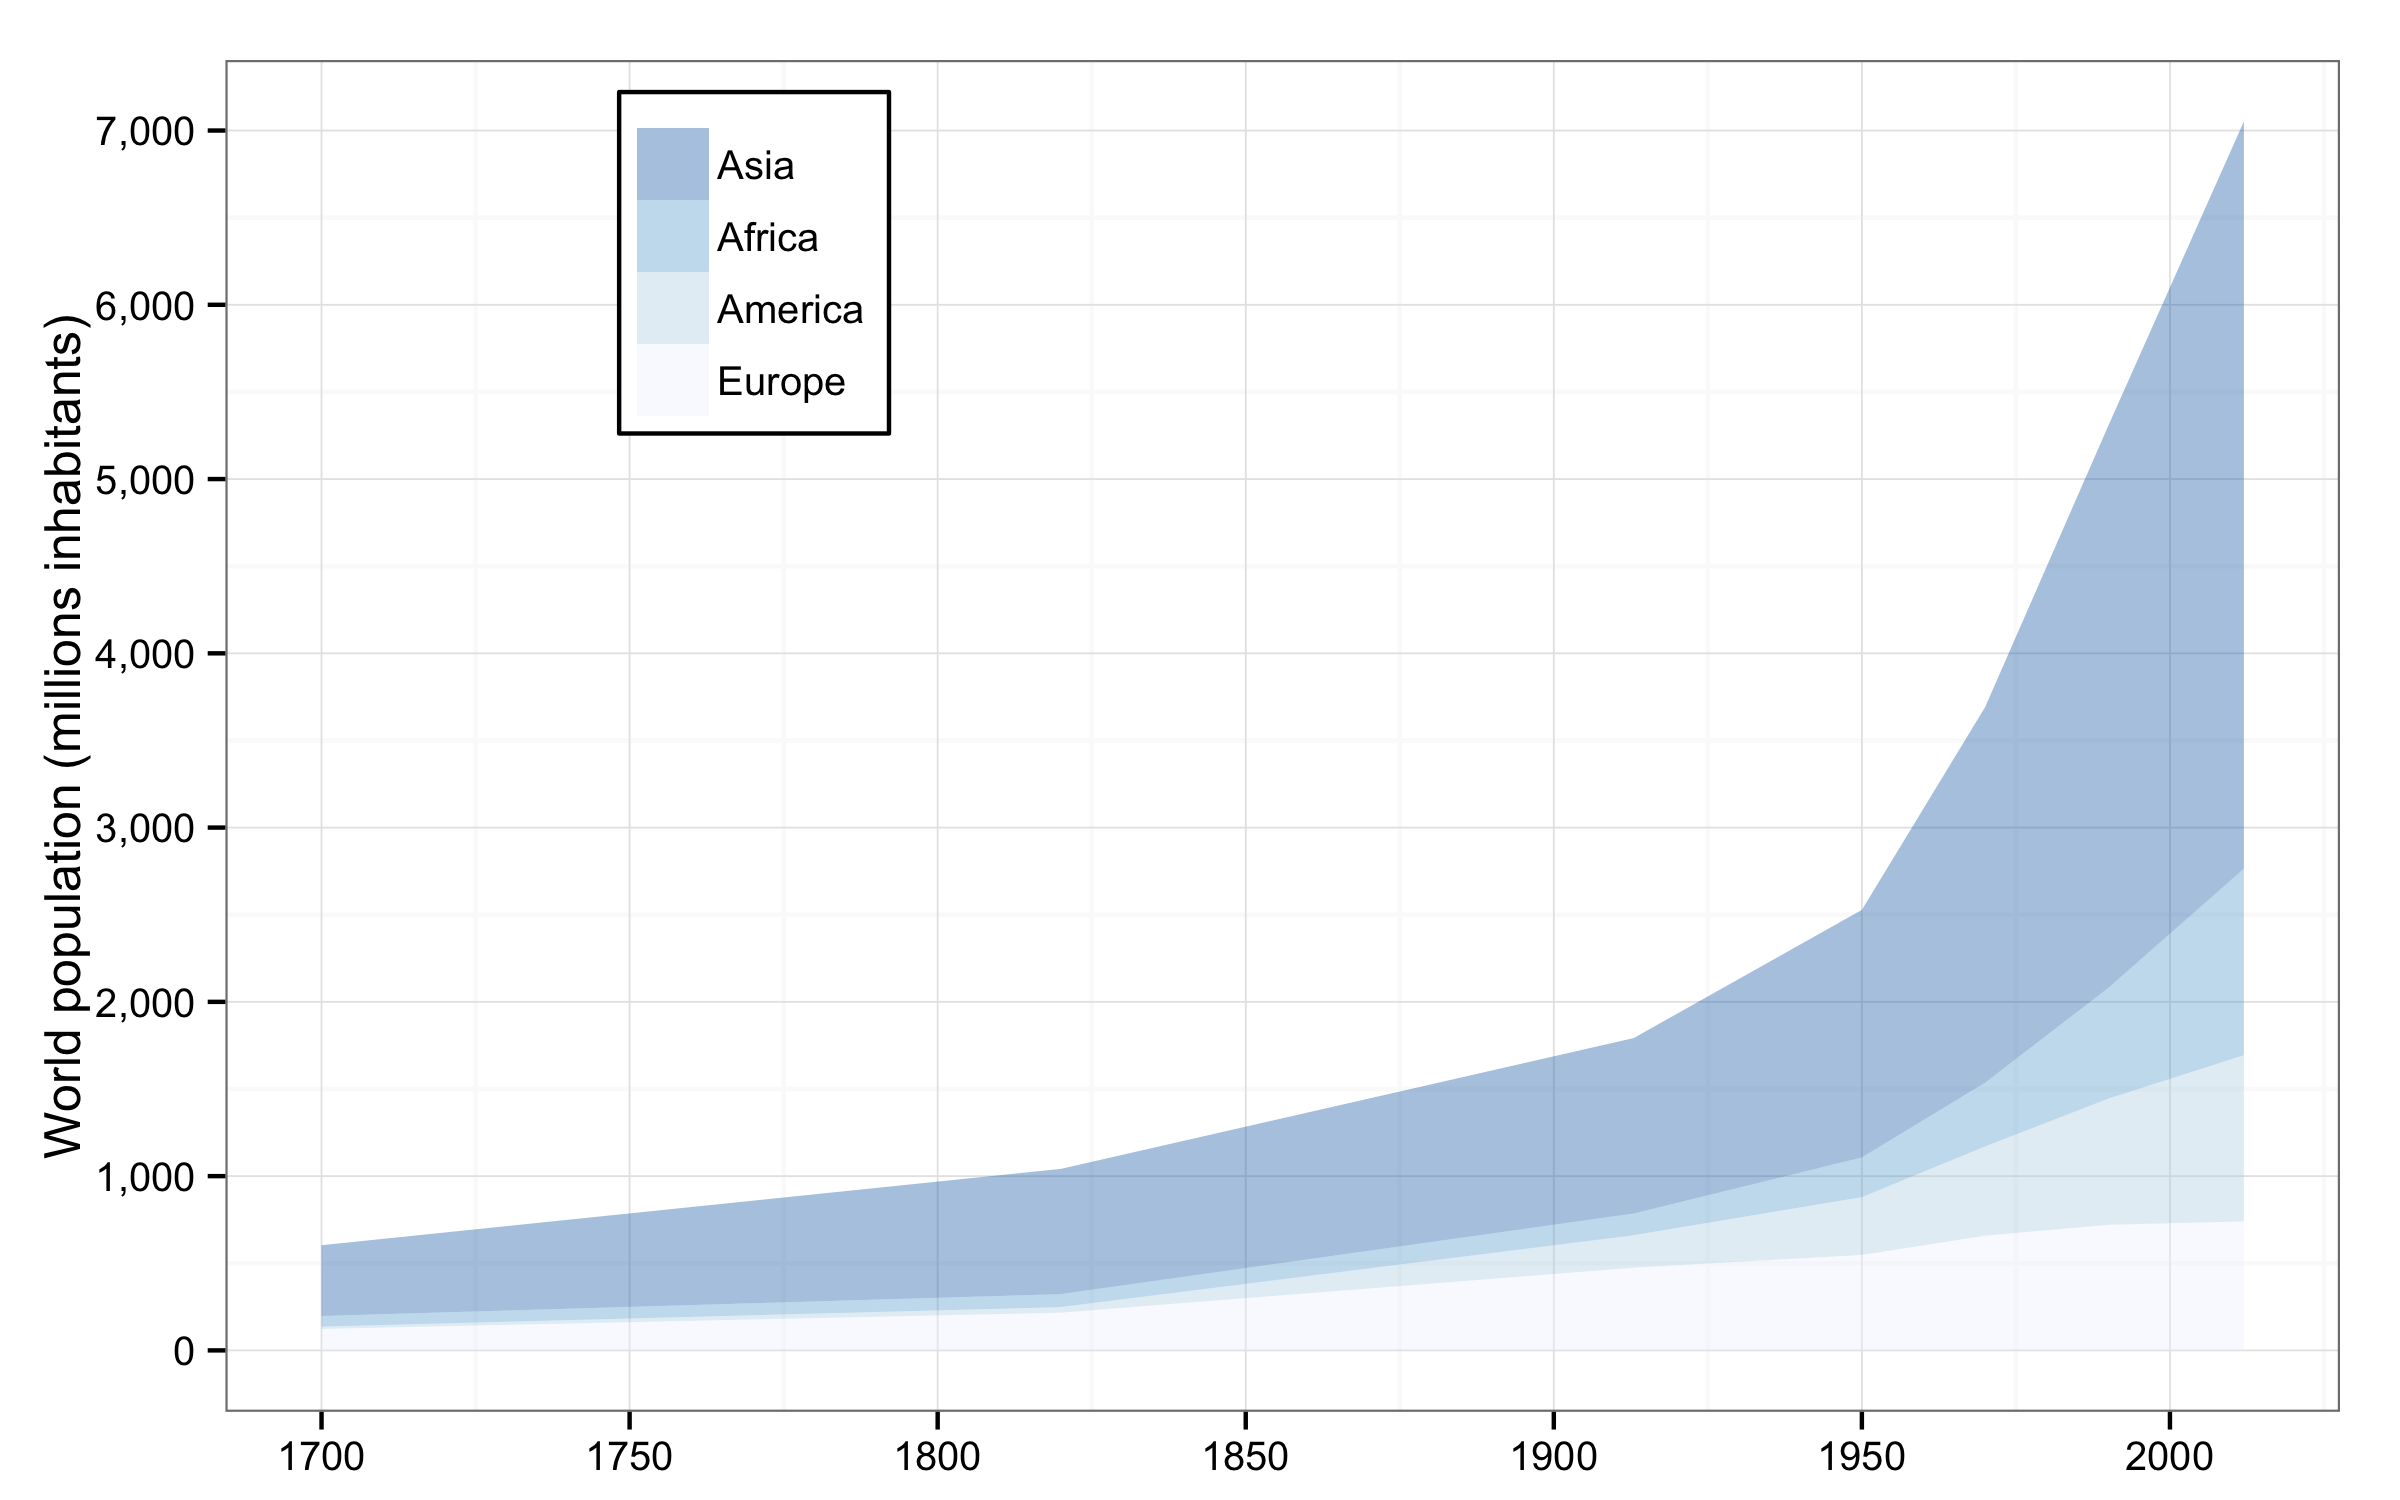 World population (millions inhabitants)
7,000
6,000
5,000
4,000
3,000
2,000
1,000
0
Asia
Africa
America
Europe
1700 1750 1800 1850 1900 1950 2000